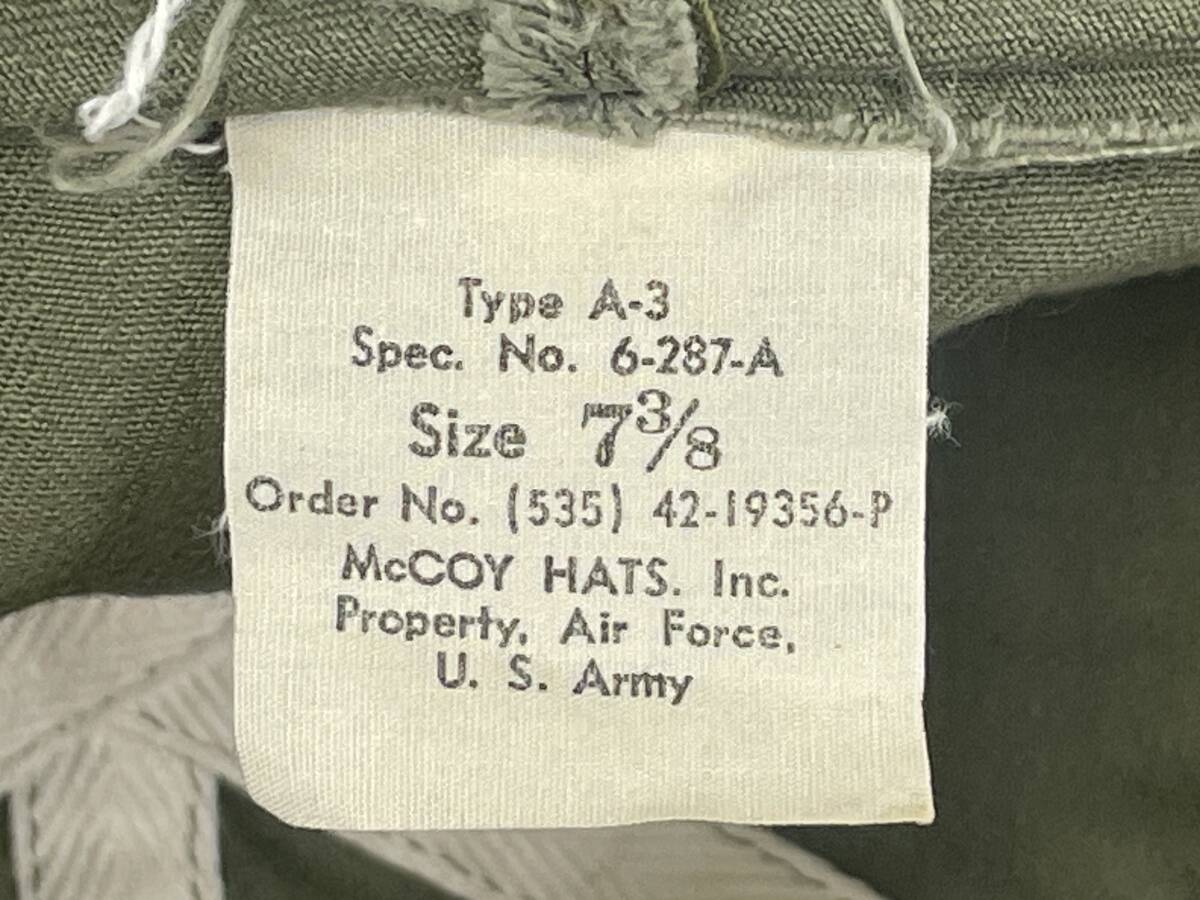 Type A-3
Spec. No. 6-287-A
Size 7 3/8
Order No. (535) 42-19356-P
McCOY HATS. Inc.
Property, Air Force,
U. S. Army